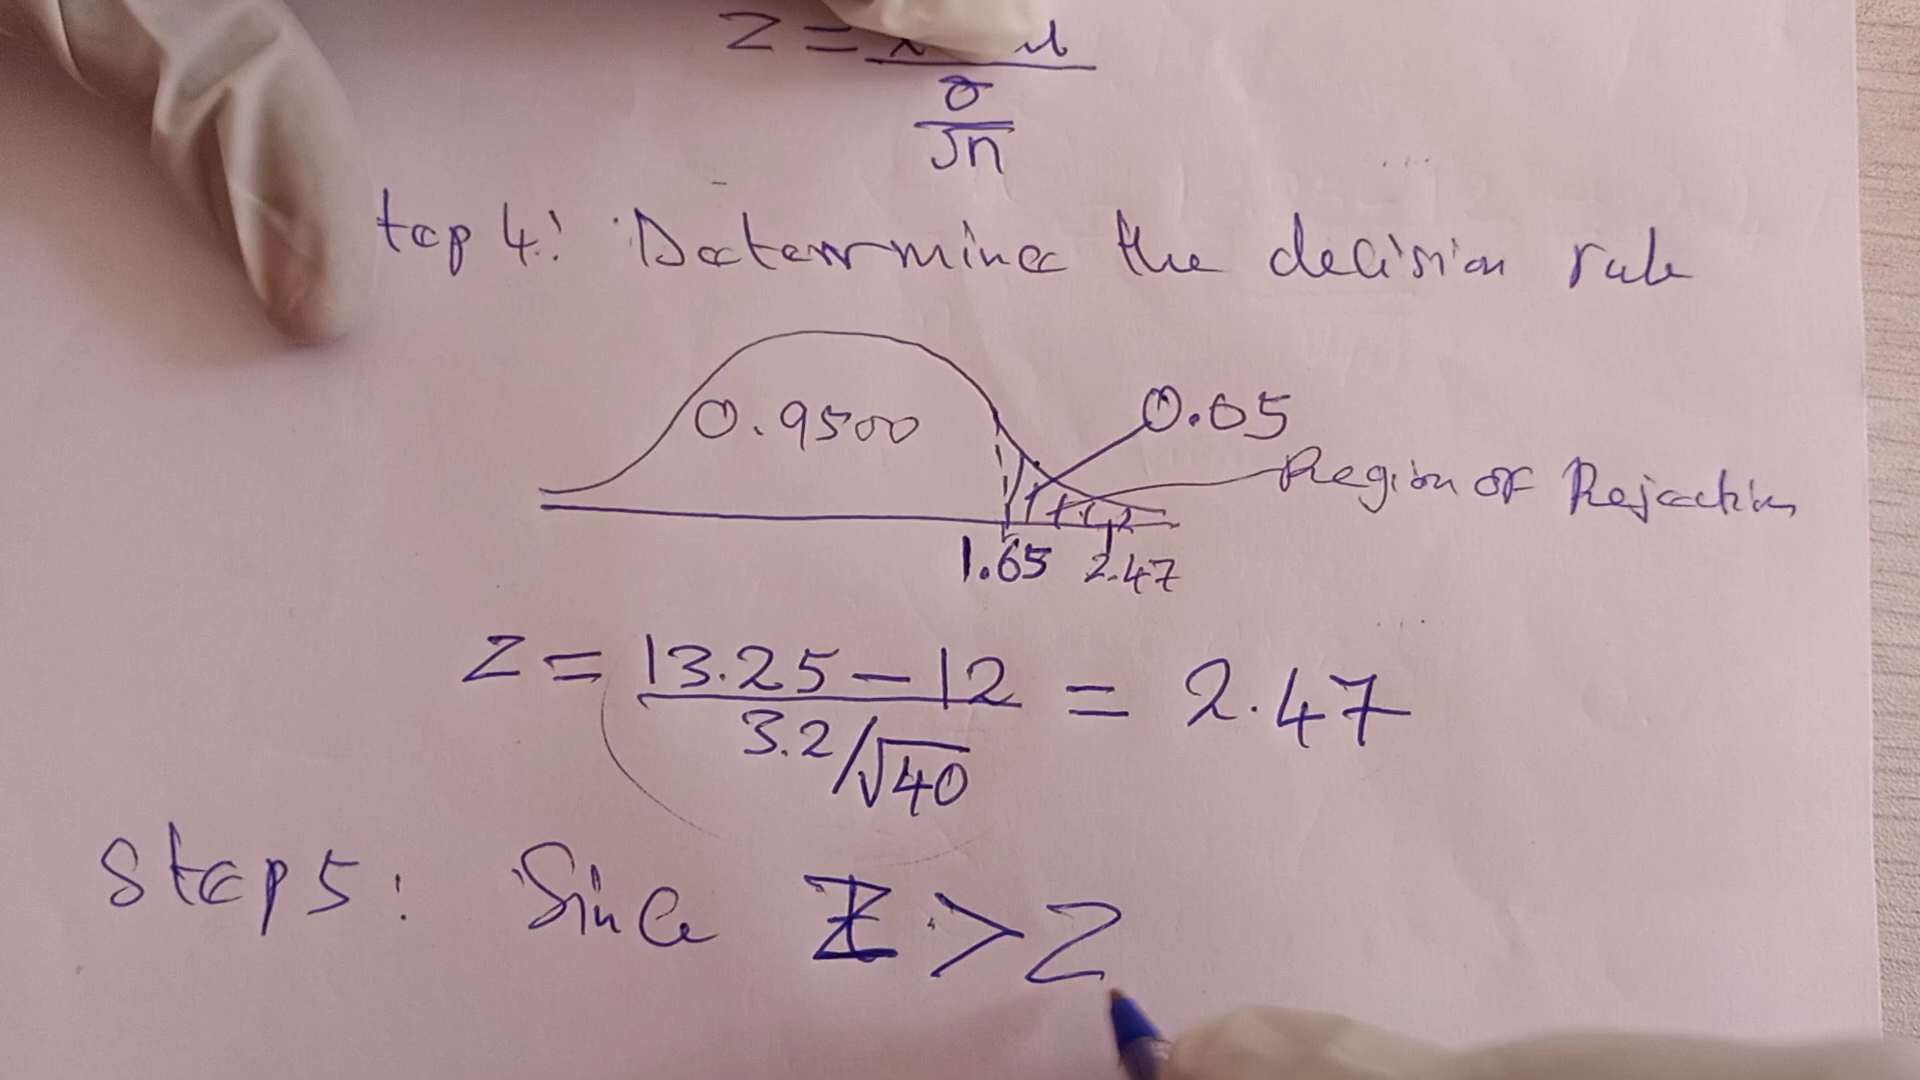 Z =
μ
σ
√n
tep 4: Determine the decision rule
0.9500
0.05
Region of Rejection
1.65 2.47
Z = 13.25 - 12 = 2.47
3.2/√40
Step 5: Since Z > Z